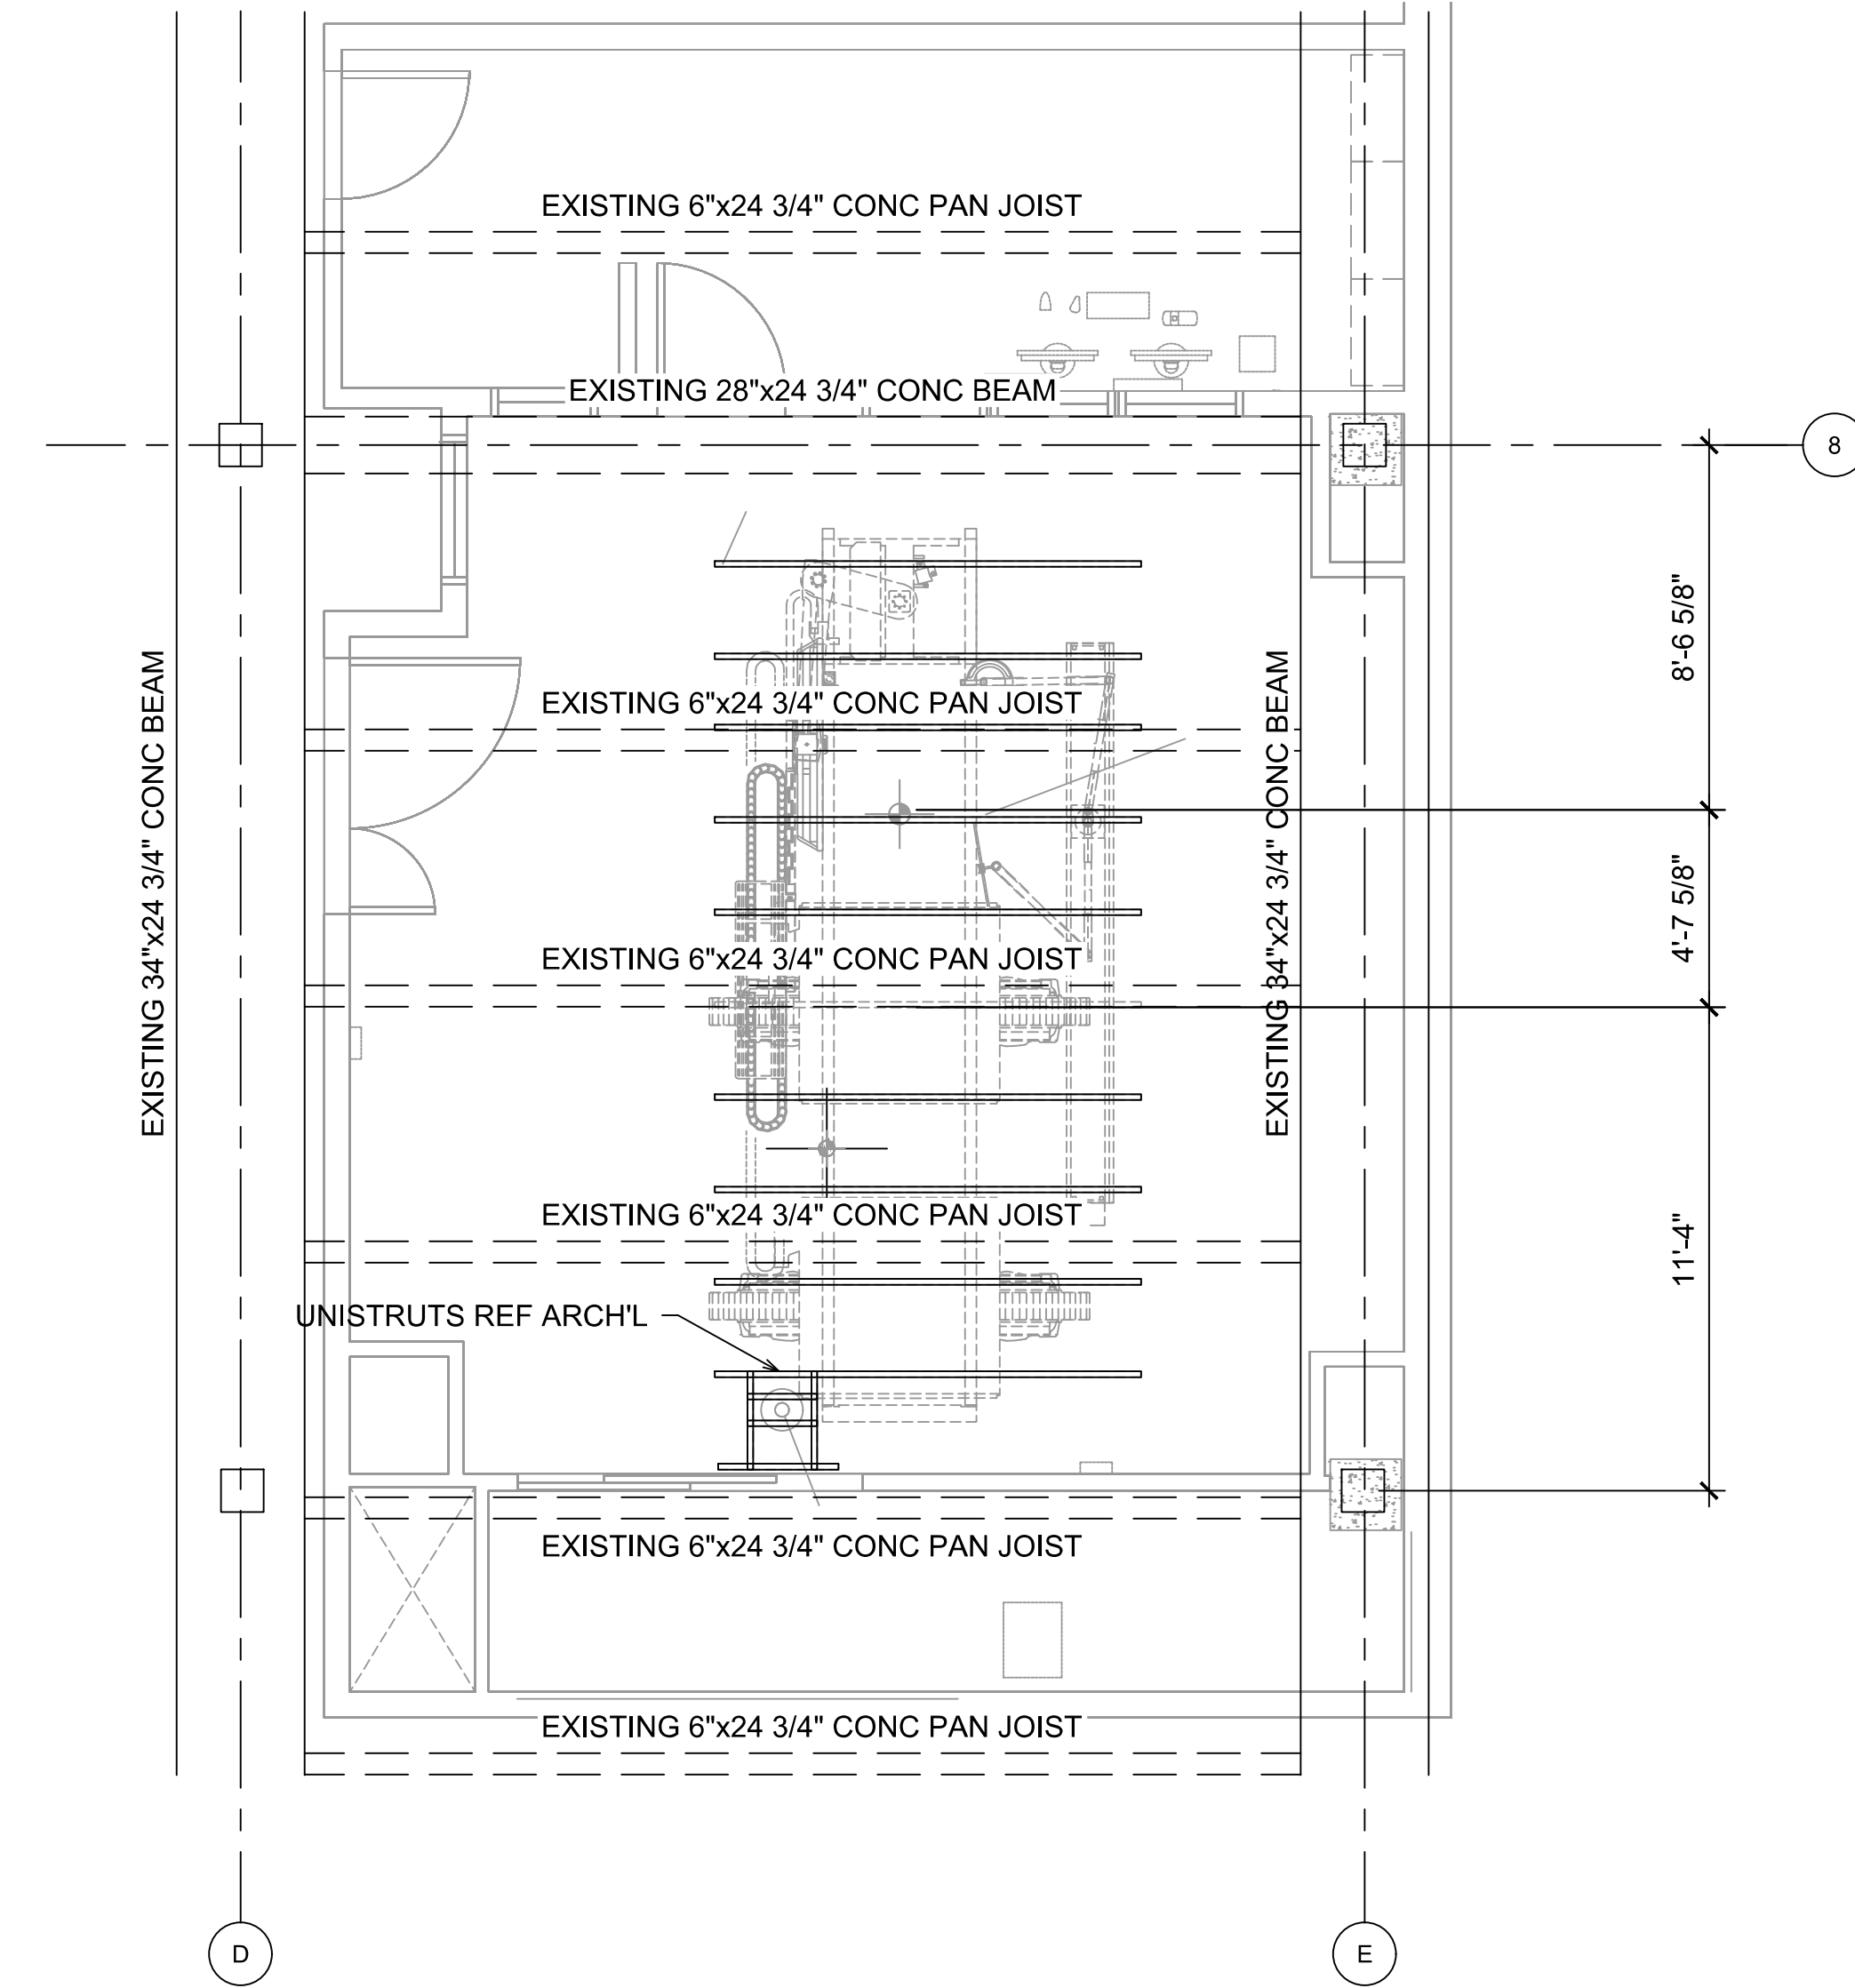 EXISTING 6"x24 3/4" CONC PAN JOIST
EXISTING 28"x24 3/4" CONC BEAM
8
8'-6 5/8"
EXISTING 34"x24 3/4" CONC BEAM
EXISTING 6"x24 3/4" CONC PAN JOIST
EXISTING 34"x24 3/4" CONC BEAM
4'-7 5/8"
EXISTING 6"x24 3/4" CONC PAN JOIST
EXISTING 6"x24 3/4" CONC PAN JOIST
11'-4"
UNISTRUTS REF ARCH'L
EXISTING 6"x24 3/4" CONC PAN JOIST
EXISTING 6"x24 3/4" CONC PAN JOIST
D
E